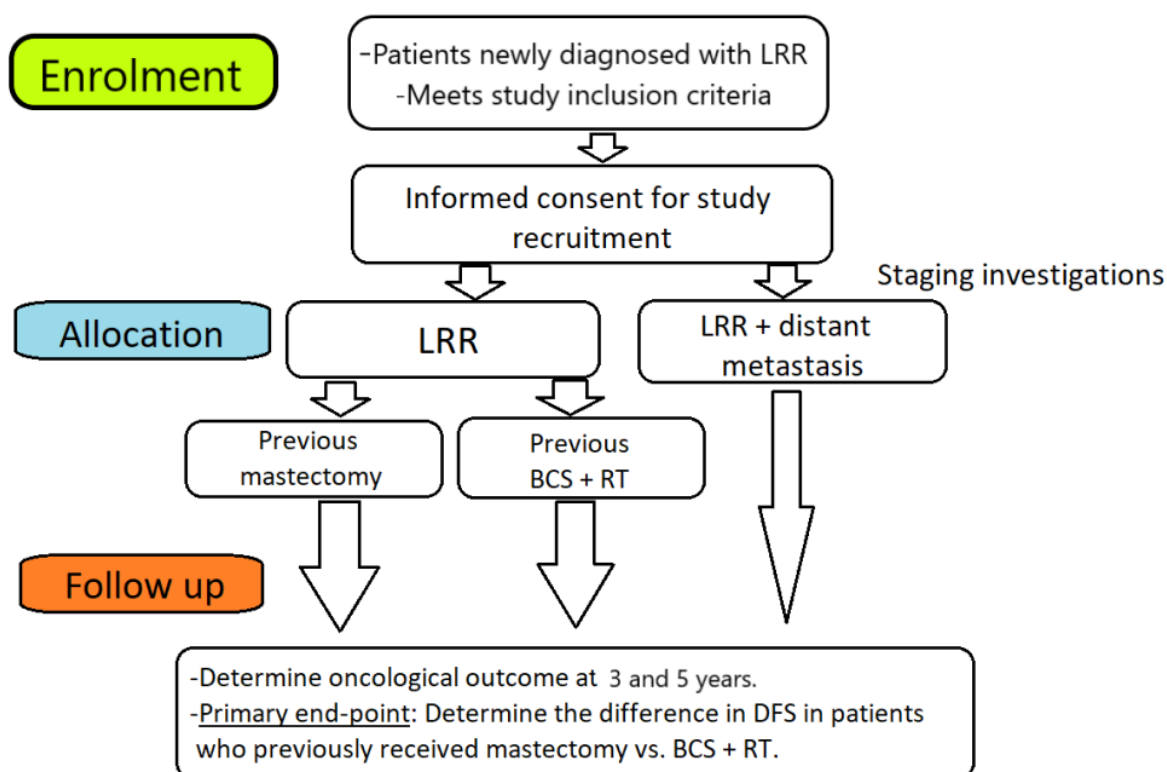 Enrolment
-Patients newly diagnosed with LRR
-Meets study inclusion criteria
Informed consent for study
recruitment
Staging investigations
Allocation
LRR
LRR + distant
metastasis
Previous
mastectomy
Previous
BCS + RT
Follow up
-Determine oncological outcome at 3 and 5 years.
-Primary end-point: Determine the difference in DFS in patients
who previously received mastectomy vs. BCS + RT.